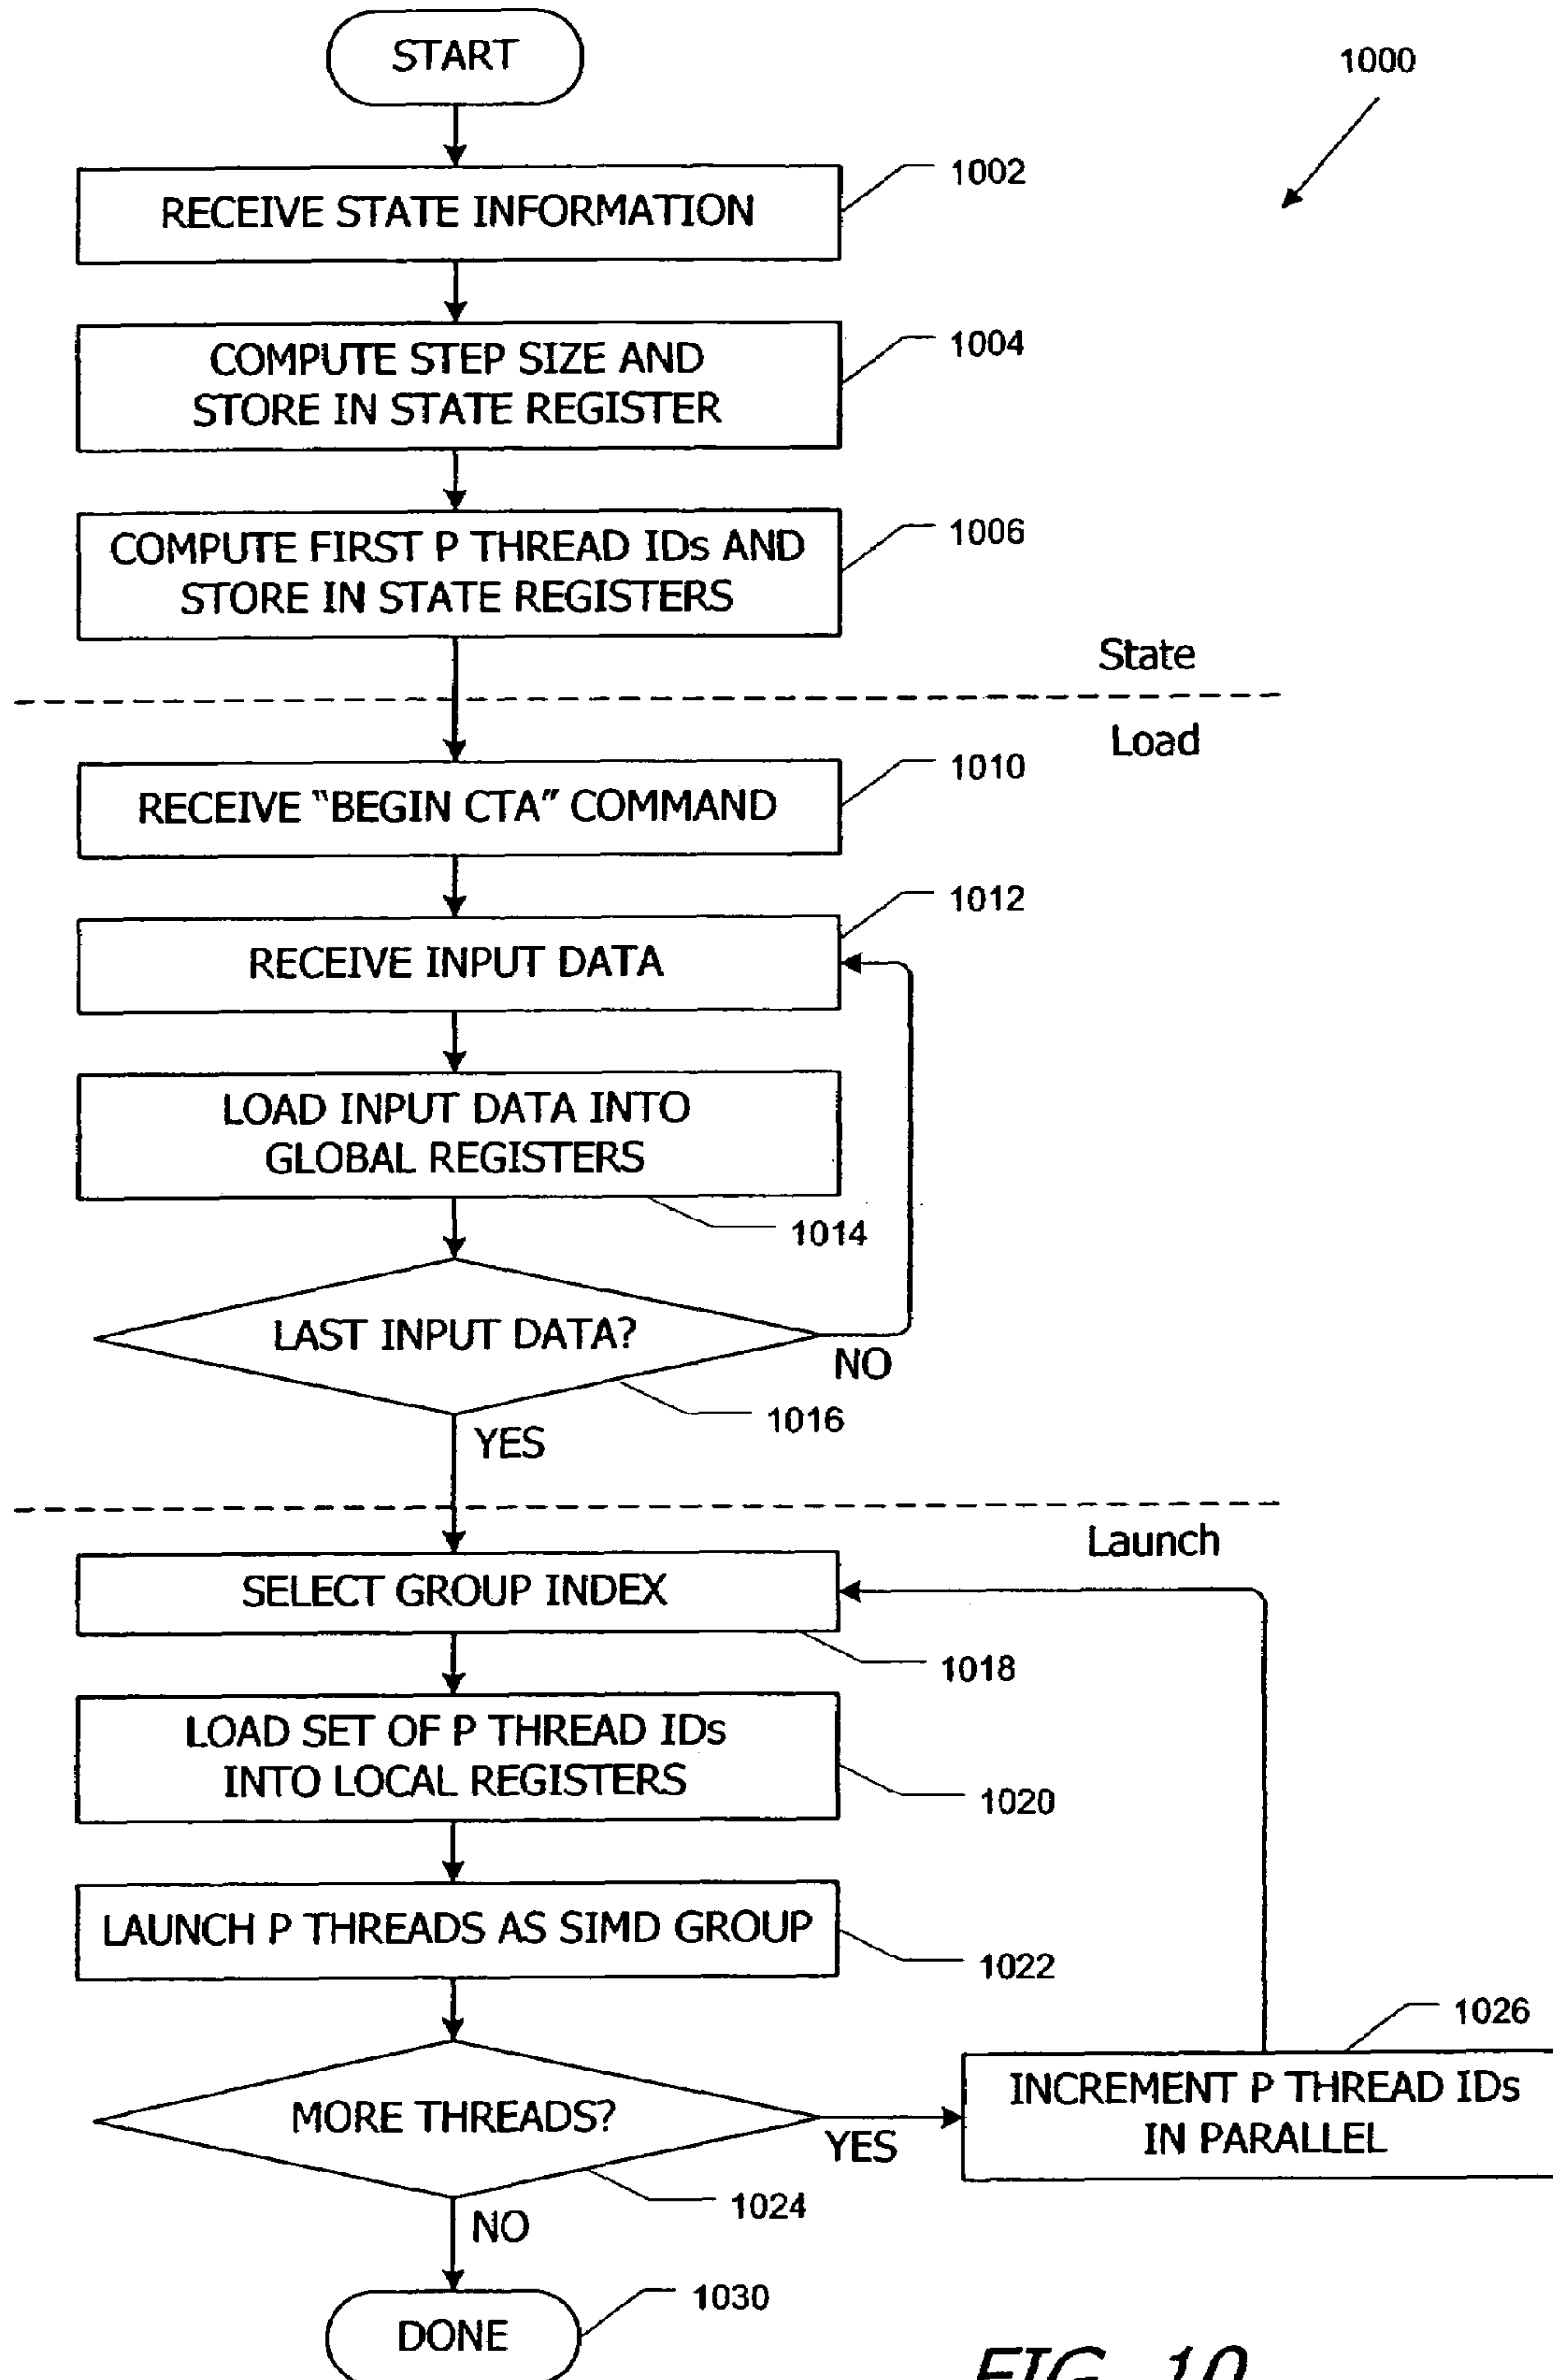 START
1000
1002
RECEIVE STATE INFORMATION
1004
COMPUTE STEP SIZE AND
STORE IN STATE REGISTER
1006
COMPUTE FIRST P THREAD IDs AND
STORE IN STATE REGISTERS
State
Load
1010
RECEIVE “BEGIN CTA” COMMAND
1012
RECEIVE INPUT DATA
LOAD INPUT DATA INTO
GLOBAL REGISTERS
1014
LAST INPUT DATA?
NO
1016
YES
Launch
SELECT GROUP INDEX
1018
LOAD SET OF P THREAD IDs
INTO LOCAL REGISTERS
1020
LAUNCH P THREADS AS SIMD GROUP
1022
1026
INCREMENT P THREAD IDs
IN PARALLEL
MORE THREADS?
YES
1024
NO
1030
DONE
FIG. 10